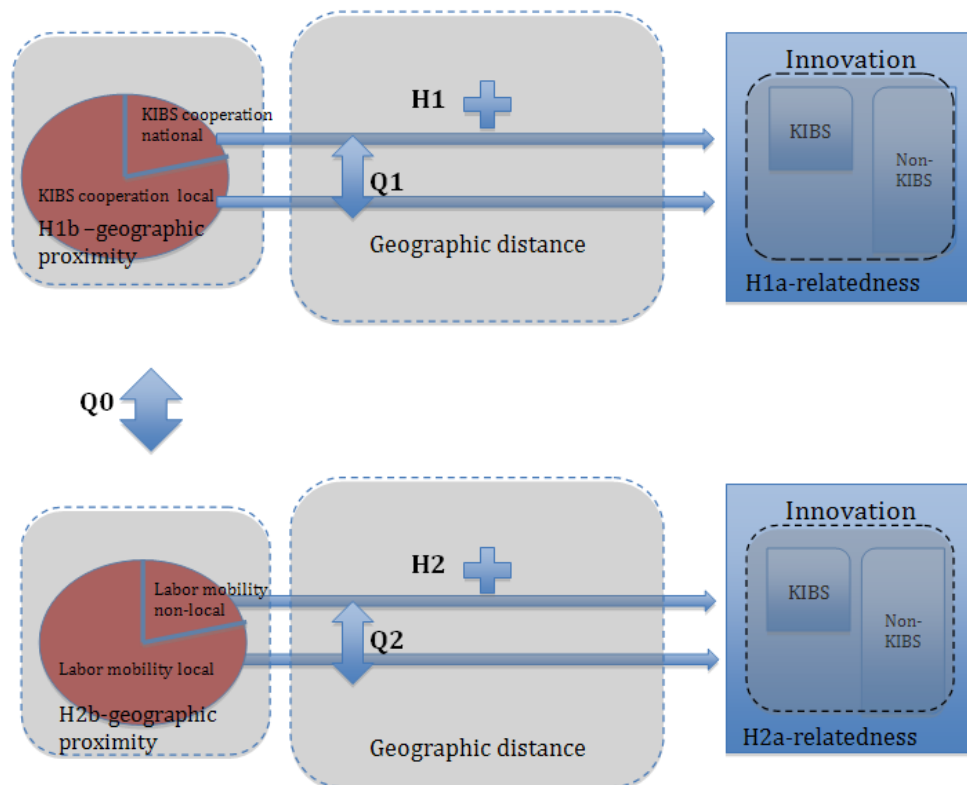 KIBS cooperation
national
KIBS cooperation local
H1b –geographic
proximity
H1
Q1
Geographic distance
Innovation
KIBS
Non-
KIBS
H1a-relatedness
Q0
Labor mobility
non-local
Labor mobility local
H2b-geographic
proximity
H2
Q2
Geographic distance
Innovation
KIBS
Non-
KIBS
H2a-relatedness